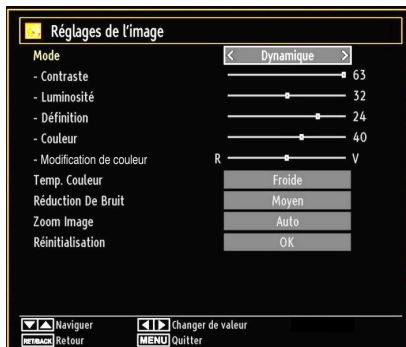 Réglages de l'image
Mode Dynamique
- Contraste 63
- Luminosité 32
- Définition 24
- Couleur 40
- Modification de couleur R V
Temp. Couleur Froide
Réduction De Bruit Moyen
Zoom Image Auto
Réinitialisation OK
Naviguer Changer de valeur
RET/BACK Retour MENU Quitter